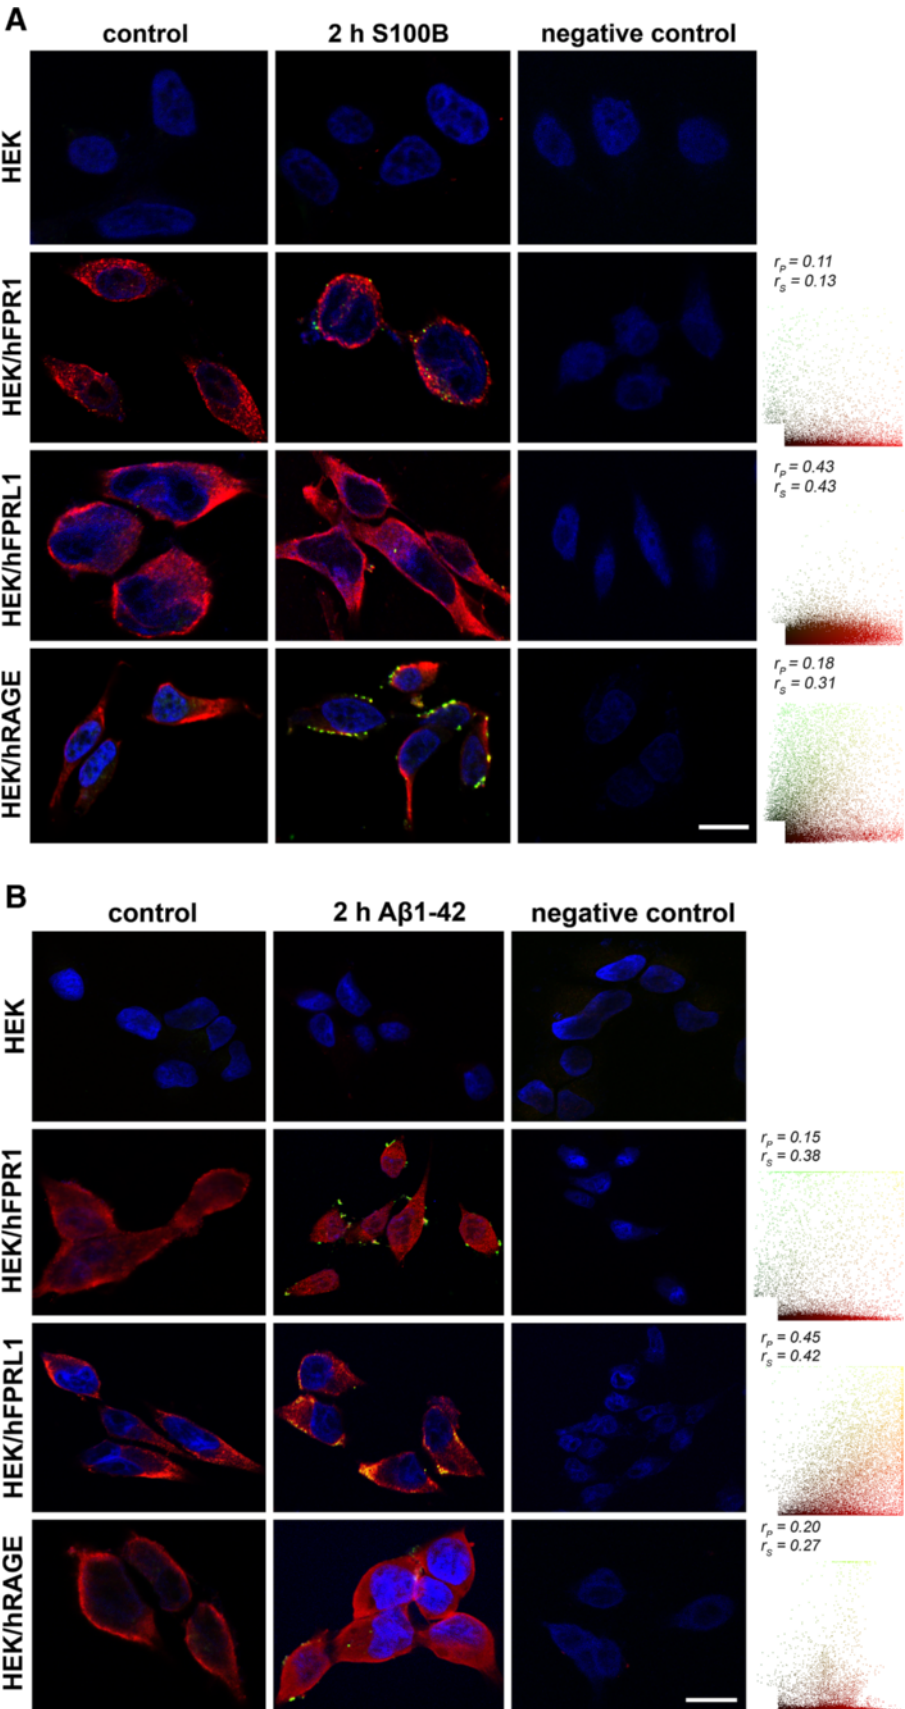 A
control 2 h S100B negative control
HEK
HEK/hFPR1
r_P = 0.11
r_S = 0.13
HEK/hFPRL1
r_P = 0.43
r_S = 0.43
HEK/hRAGE
r_P = 0.18
r_S = 0.31
B
control 2 h Aβ1-42 negative control
HEK
HEK/hFPR1
r_P = 0.15
r_S = 0.38
HEK/hFPRL1
r_P = 0.45
r_S = 0.42
HEK/hRAGE
r_P = 0.20
r_S = 0.27